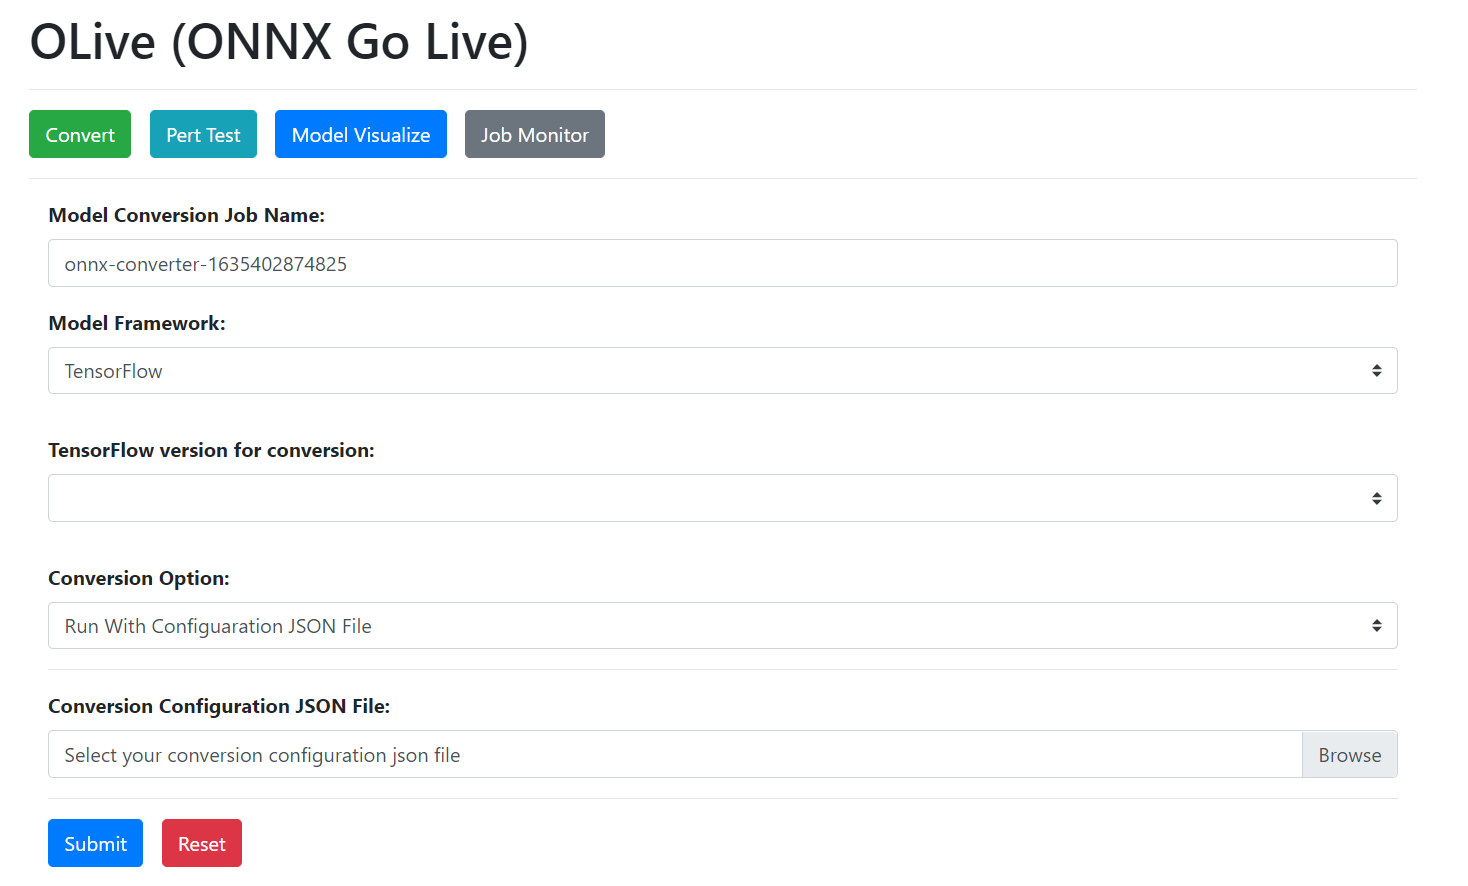 OLive (ONNX Go Live)
Convert Pert Test Model Visualize Job Monitor
Model Conversion Job Name:
onnx-converter-1635402874825
Model Framework:
TensorFlow
TensorFlow version for conversion:
Conversion Option:
Run With Configuaration JSON File
Conversion Configuration JSON File:
Select your conversion configuration json file Browse
Submit Reset